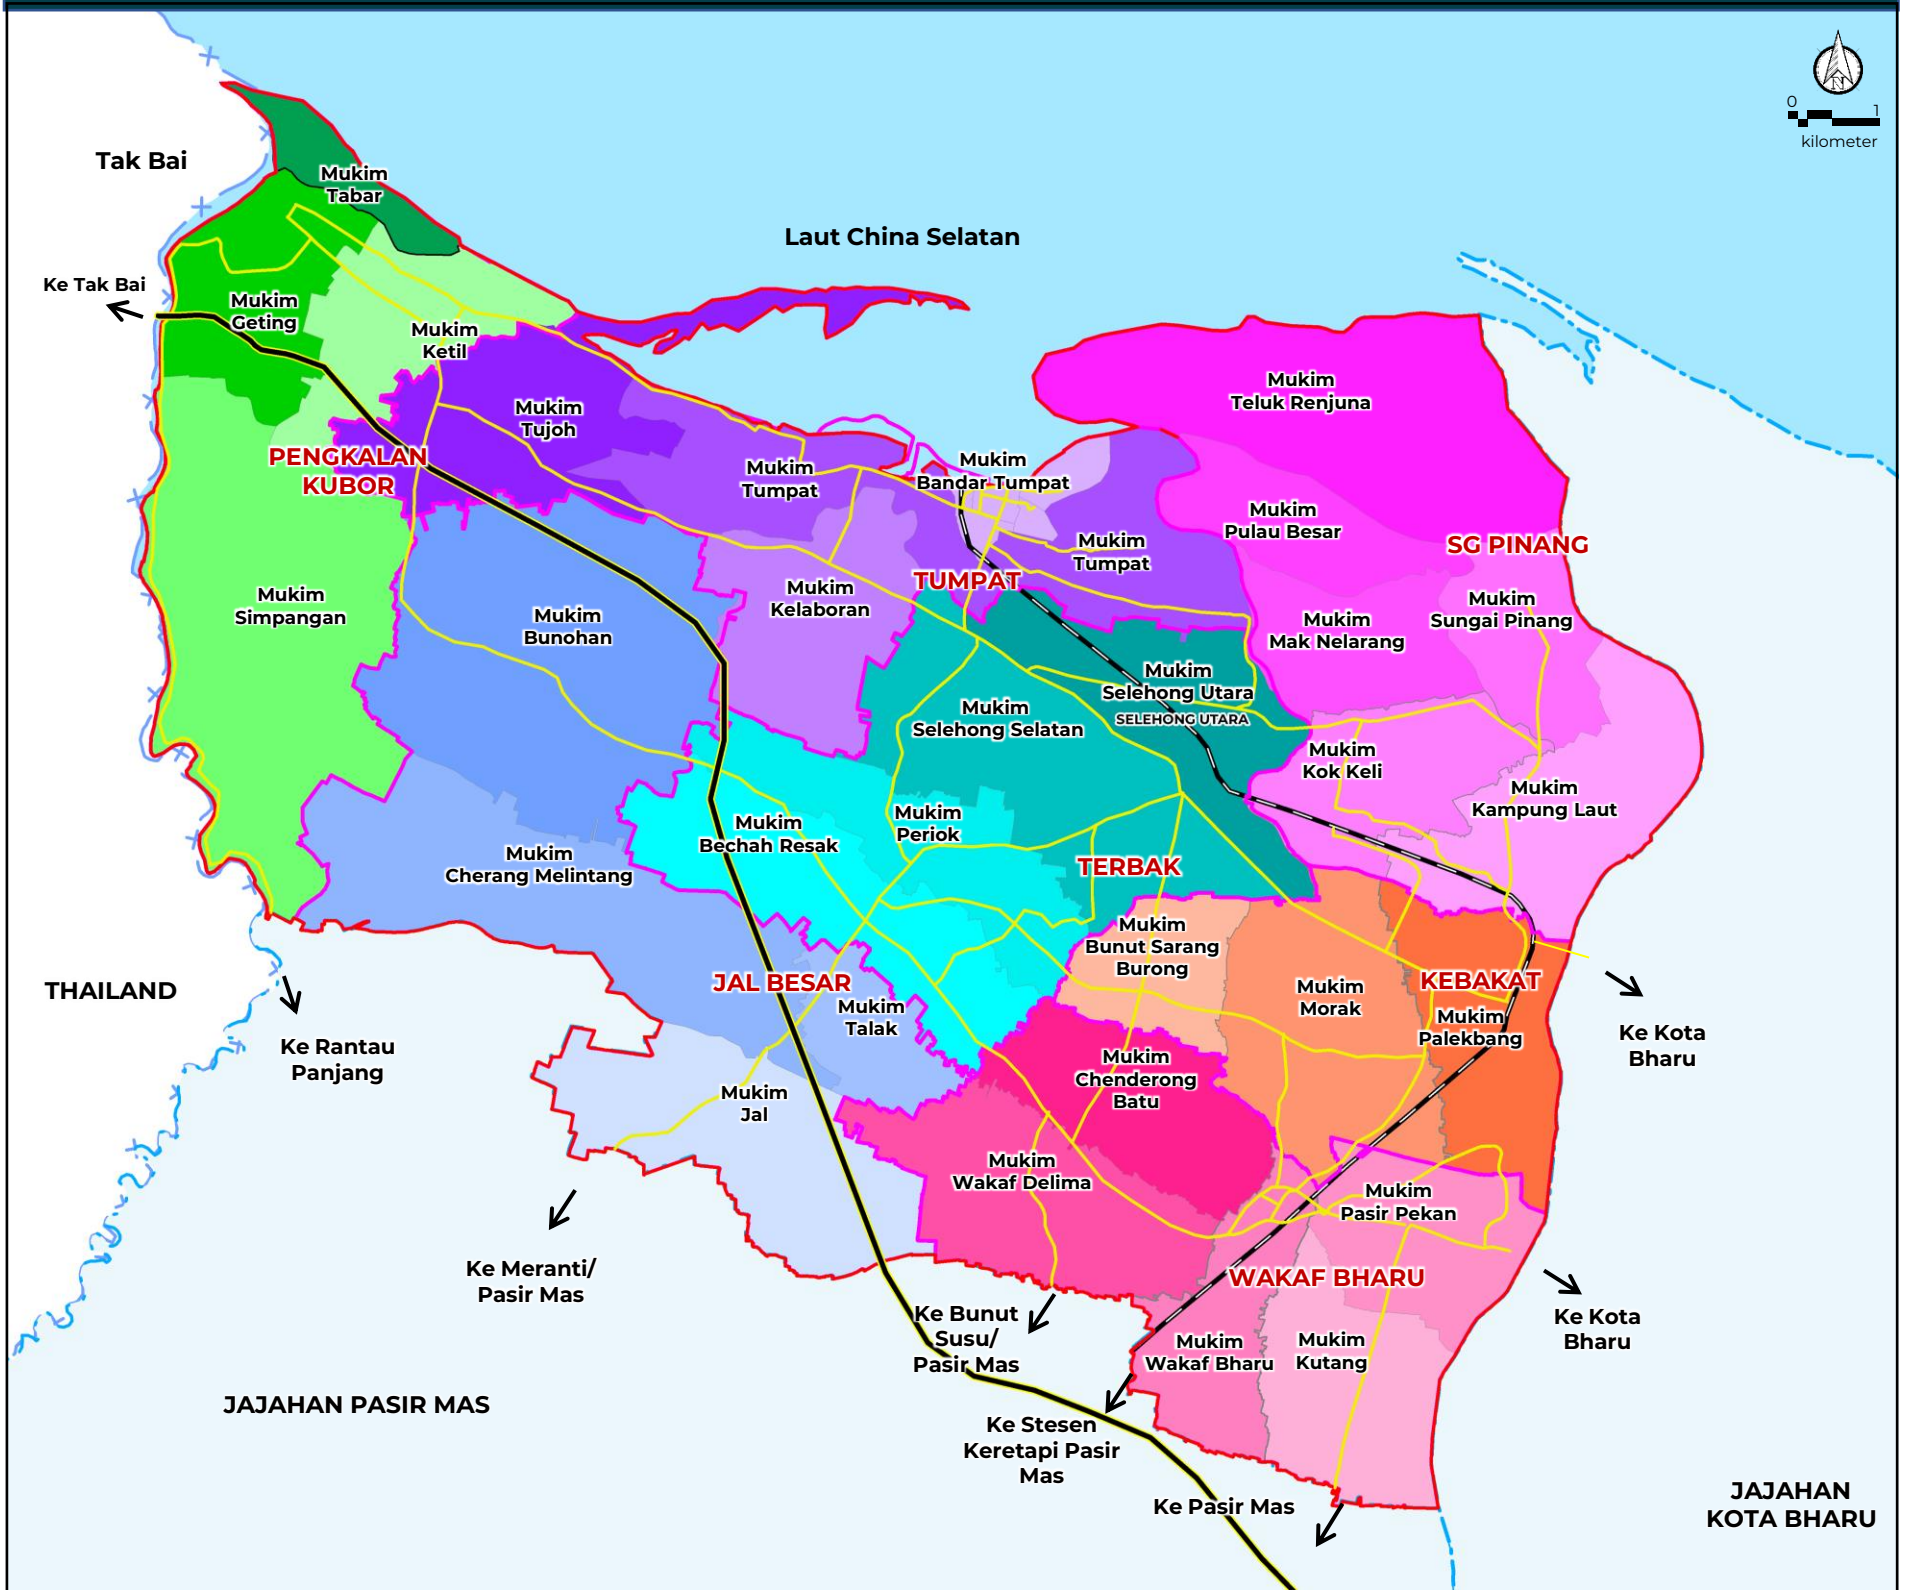 N
0 1
kilometer
Tak Bai
Mukim
Tabar
Laut China Selatan
Ke Tak Bai
Mukim
Geting
Mukim
Ketil
Mukim
Teluk Renjuna
Mukim
Tujoh
PENGKALAN
KUBOR
Mukim
Tumpat
Mukim
Bandar Tumpat
Mukim
Pulau Besar
SG PINANG
Mukim
Tumpat
TUMPAT
Mukim
Simpangan
Mukim
Bunohan
Mukim
Kelaboran
Mukim
Sungai Pinang
Mukim
Mak Nelarang
Mukim
Selehong Utara
SELEHONG UTARA
Mukim
Selehong Selatan
Mukim
Kok Keli
Mukim
Kampung Laut
Mukim
Periok
Mukim
Bechah Resak
Mukim
Cherang Melintang
TERBAK
Mukim
Bunut Sarang
Burong
JAL BESAR
Mukim
Talak
Mukim
Morak
KEBAKAT
Mukim
Palekbang
THAILAND
Ke Rantau
Panjang
Ke Kota
Bharu
Mukim
Jal
Mukim
Chenderong
Batu
Mukim
Wakaf Delima
Mukim
Pasir Pekan
Ke Meranti/
Pasir Mas
WAKAF BHARU
Ke Bunut
Susu/
Pasir Mas
Mukim
Wakaf Bharu
Mukim
Kutang
Ke Kota
Bharu
JAJAHAN PASIR MAS
Ke Stesen
Keretapi Pasir
Mas
Ke Pasir Mas
JAJAHAN
KOTA BHARU